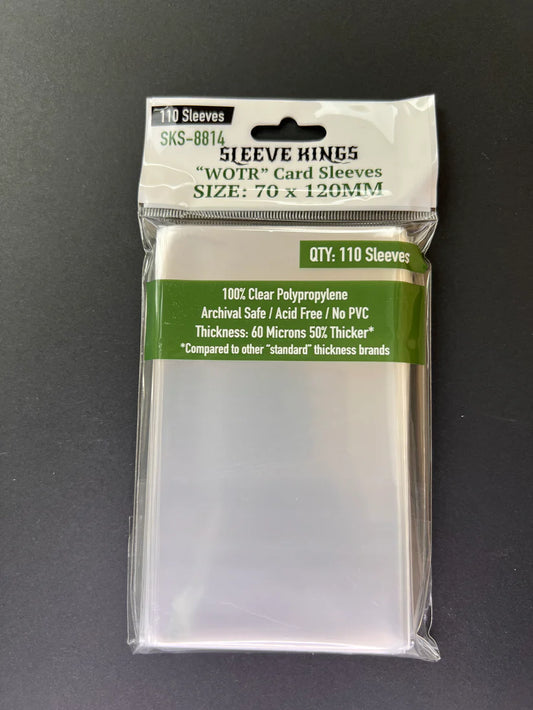 110 Sleeves
SKS-8814
SLEEVE KINGS
“WOTR” Card Sleeves
SIZE: 70 x 120MM
QTY: 110 Sleeves
100% Clear Polypropylene
Archival Safe / Acid Free / No PVC
Thickness: 60 Microns 50% Thicker*
*Compared to other “standard” thickness brands